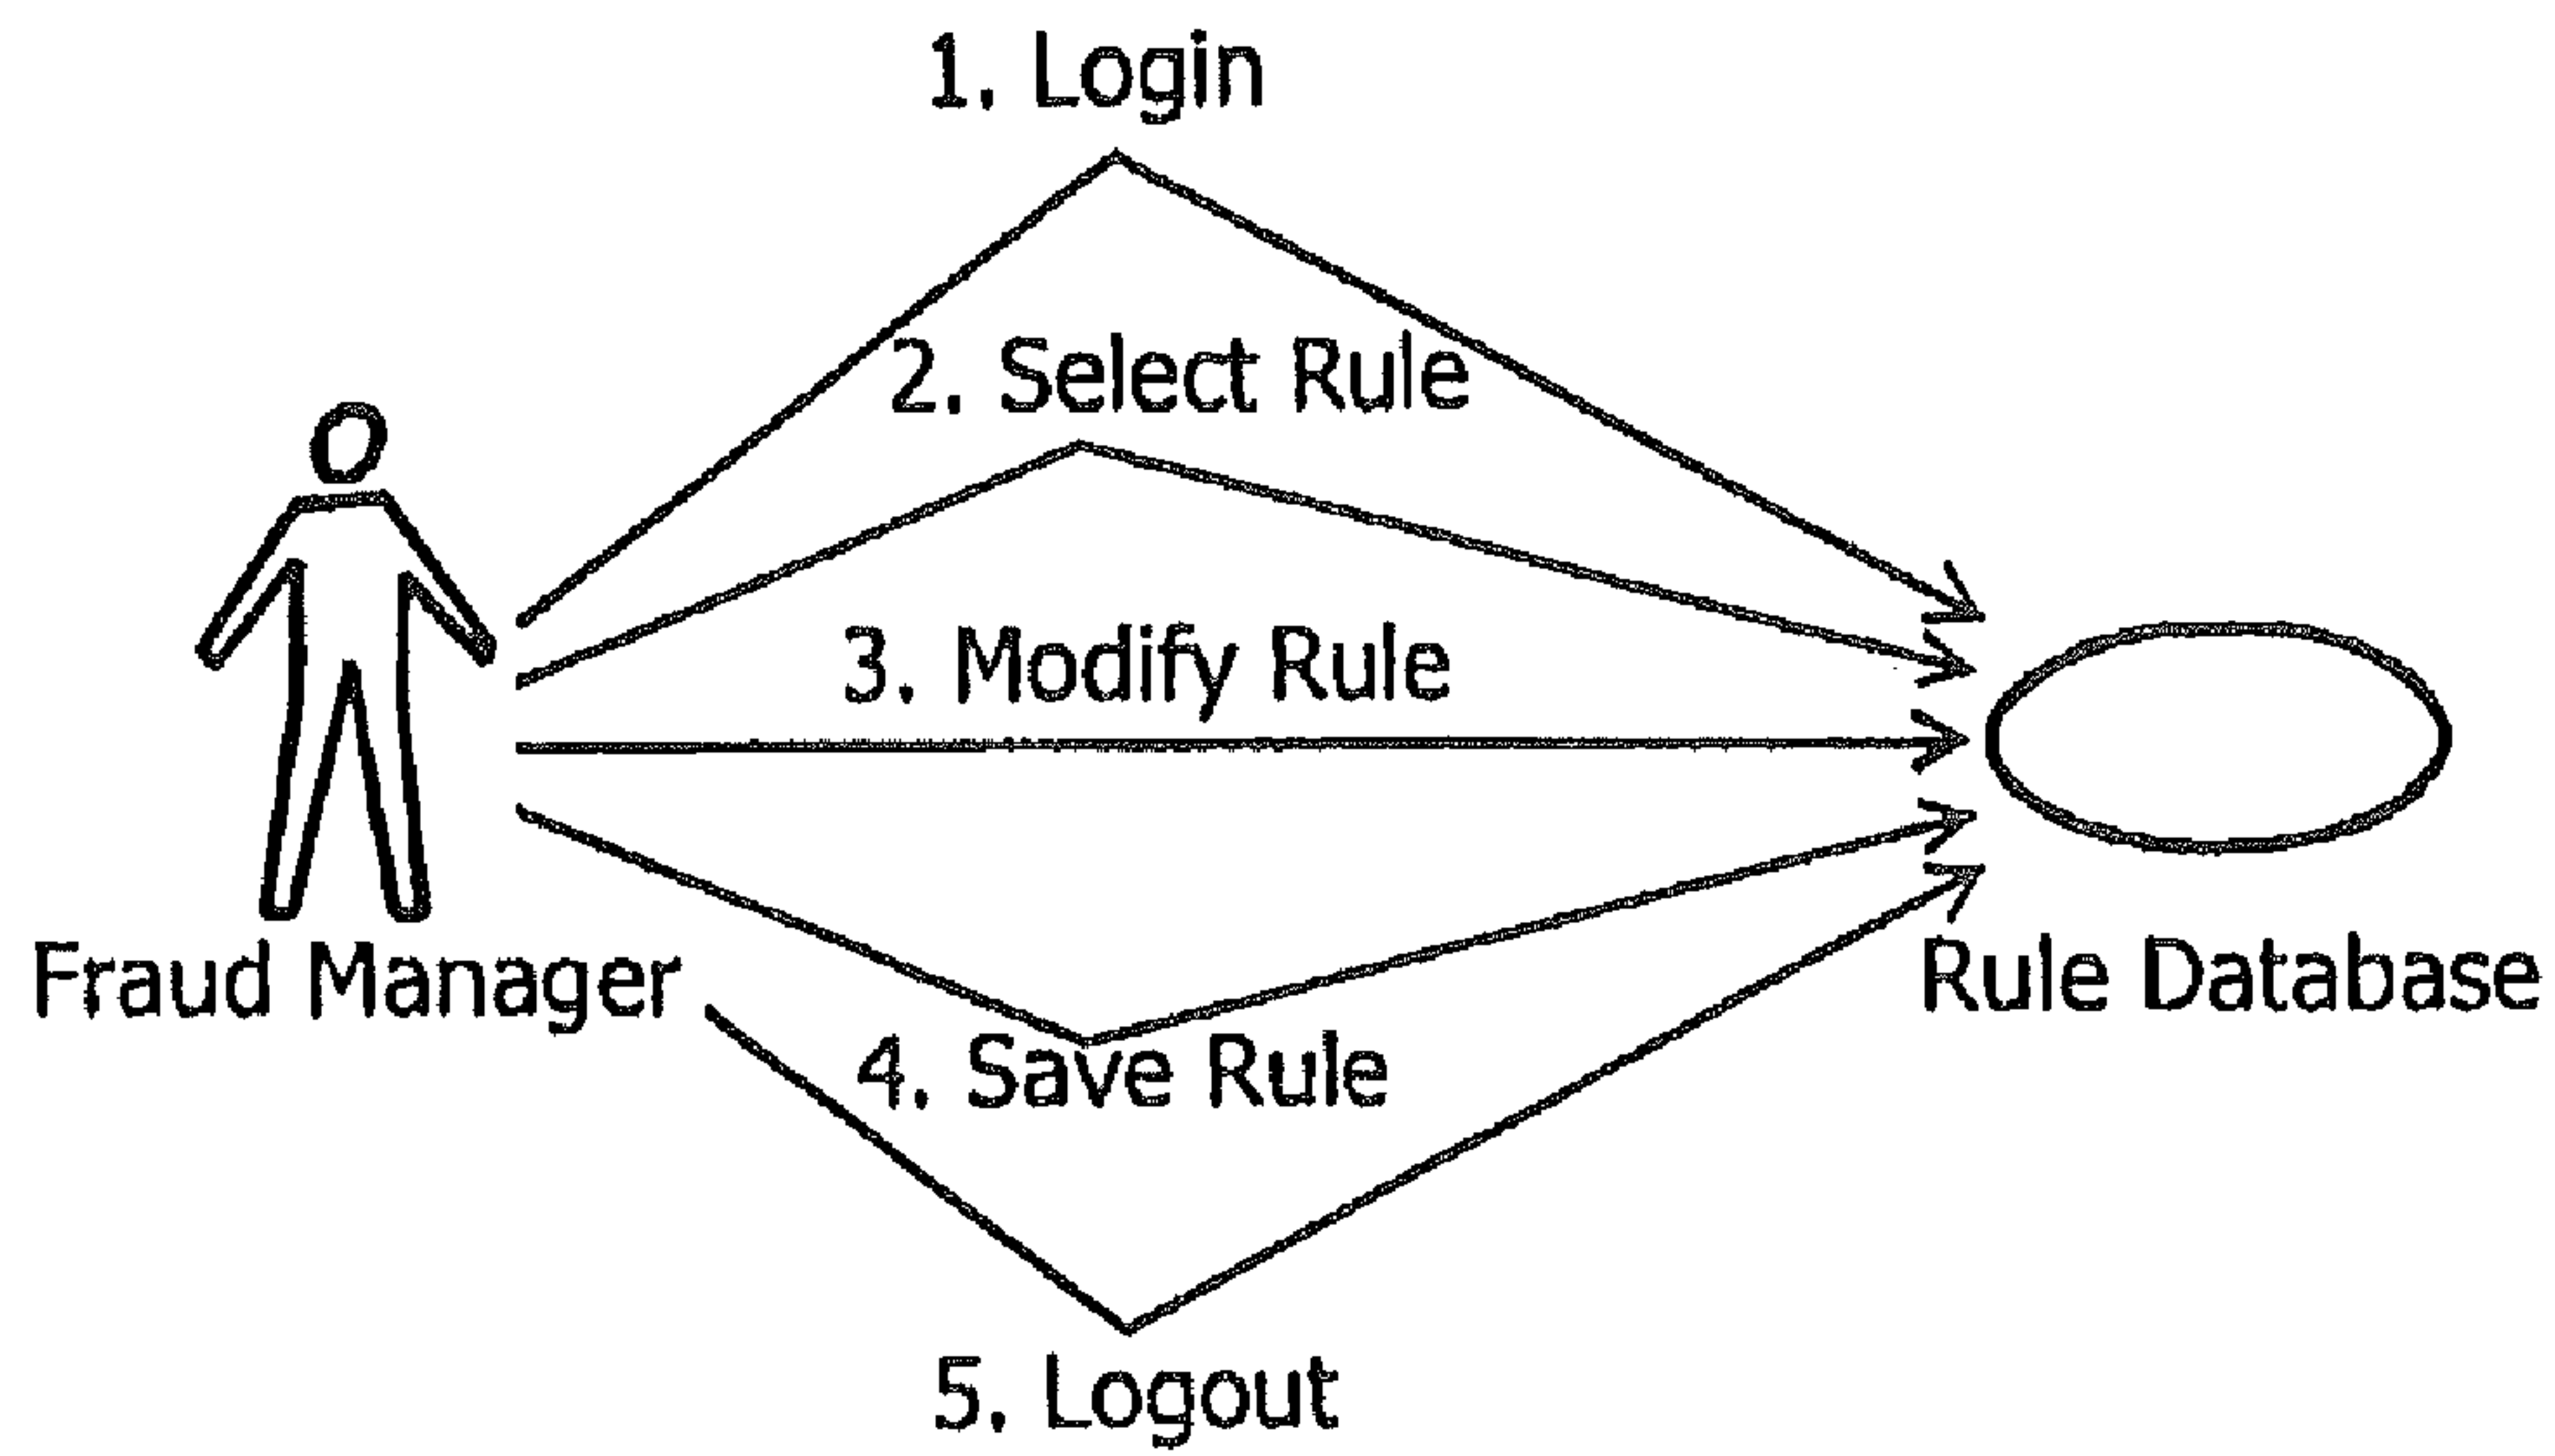 1. Login
2. Select Rule
3. Modify Rule
Fraud Manager
Rule Database
4. Save Rule
5. Logout